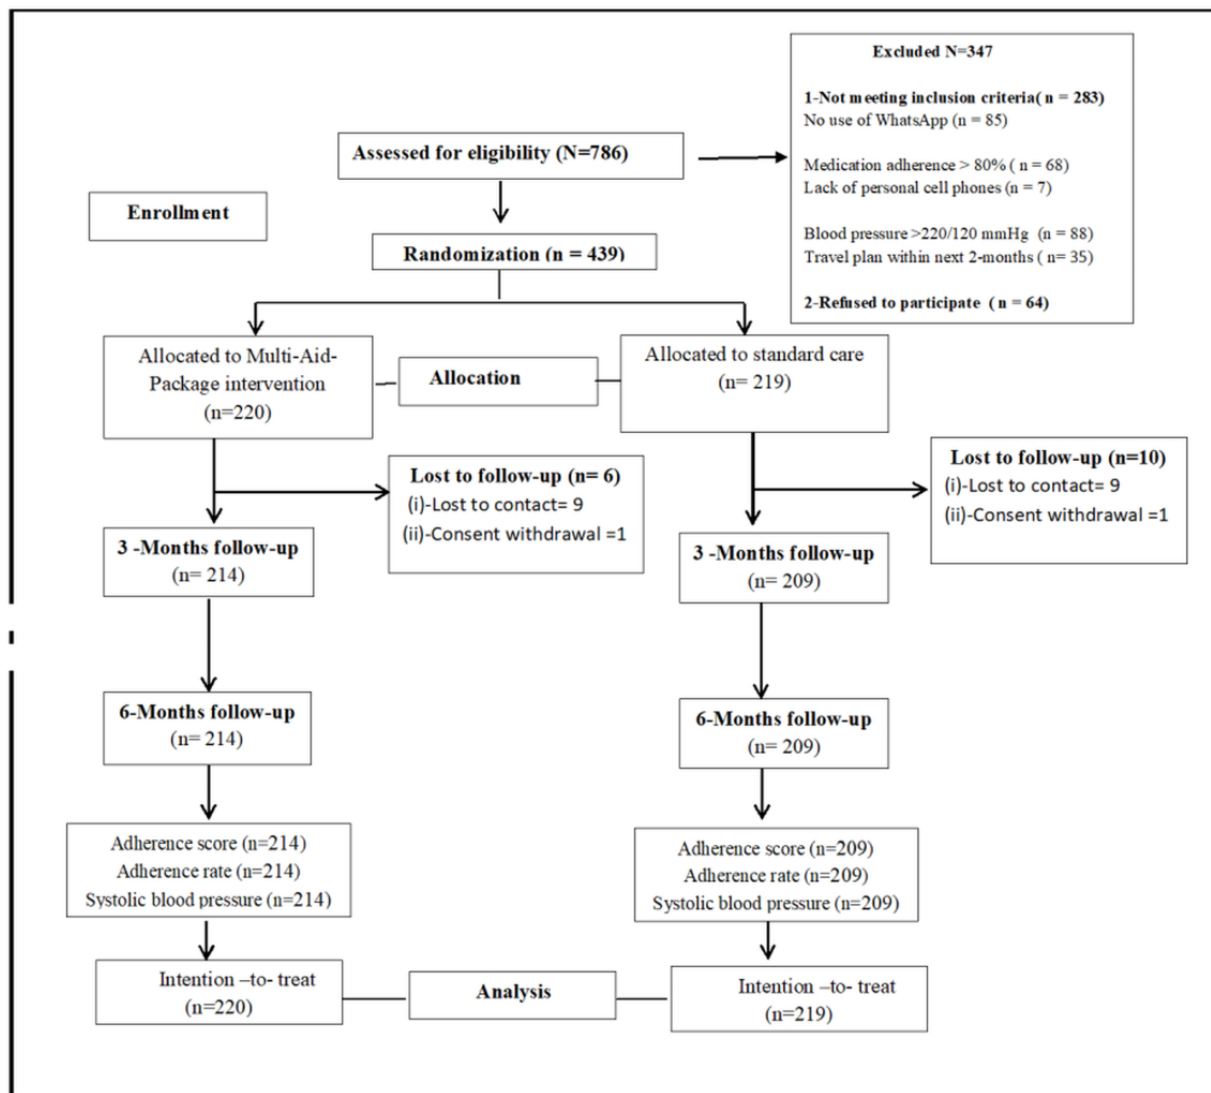 Excluded N=347
1-Not meeting inclusion criteria( n = 283)
No use of WhatsApp (n = 85)
Medication adherence > 80% ( n = 68)
Lack of personal cell phones (n = 7)
Blood pressure >220/120 mmHg (n = 88)
Travel plan within next 2-months ( n= 35)
2-Refused to participate ( n = 64)
Assessed for eligibility (N=786)
Enrollment
Randomization (n = 439)
Allocated to Multi-Aid-
Package intervention
(n=220)
Allocation
Allocated to standard care
(n= 219)
Lost to follow-up (n= 6)
(i)-Lost to contact= 9
(ii)-Consent withdrawal =1
Lost to follow-up (n=10)
(i)-Lost to contact= 9
(ii)-Consent withdrawal =1
3 -Months follow-up
(n= 214)
3 -Months follow-up
(n= 209)
6-Months follow-up
(n= 214)
6-Months follow-up
(n= 209)
Adherence score (n=214)
Adherence rate (n=214)
Systolic blood pressure (n=214)
Adherence score (n=209)
Adherence rate (n=209)
Systolic blood pressure (n=209)
Intention –to- treat
(n=220)
Analysis
Intention –to- treat
(n=219)